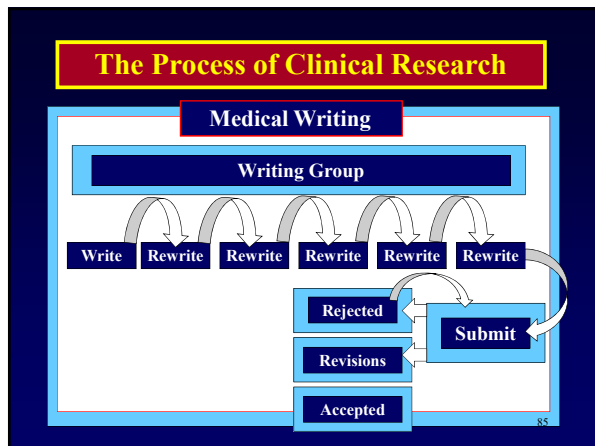 The Process of Clinical Research
Medical Writing
Writing Group
Write Rewrite Rewrite Rewrite Rewrite Rewrite
Rejected
Submit
Revisions
Accepted
85